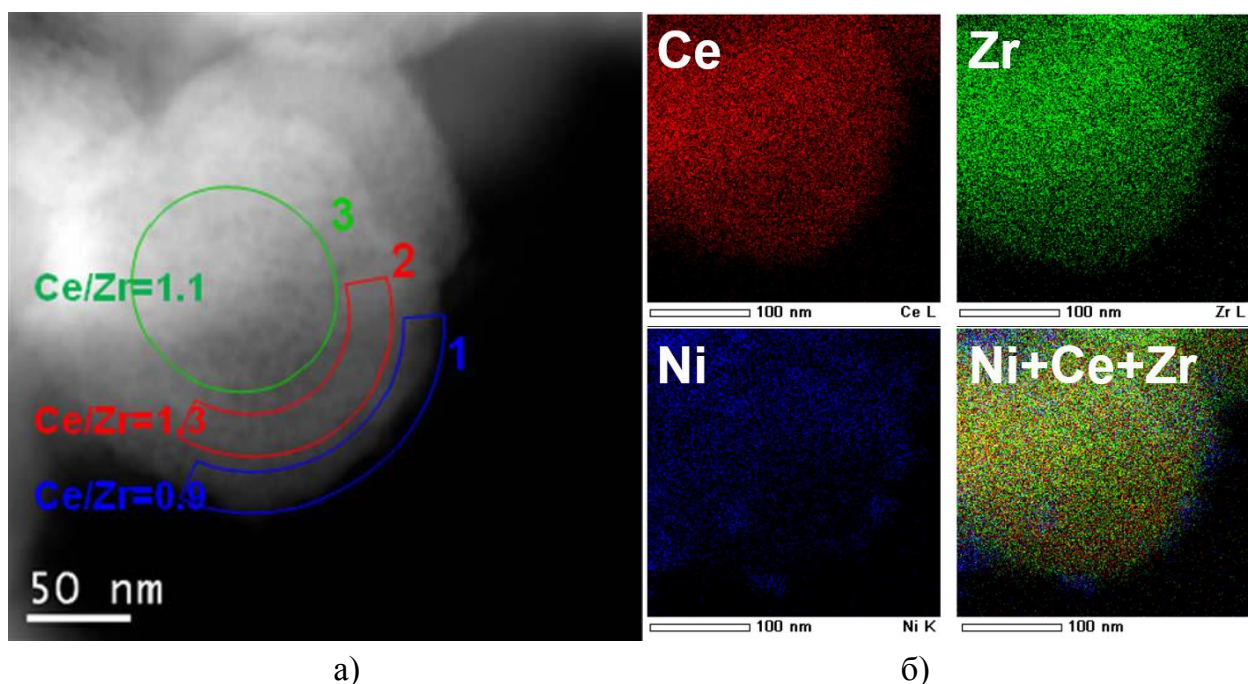 3
2
Ce/Zr=1.1
1
Ce/Zr=1.3
Ce/Zr=0.9
50 nm
Ce
100 nm
Ce L
Zr
100 nm
Zr L
Ni
100 nm
Ni K
Ni+Ce+Zr
100 nm
а)
б)